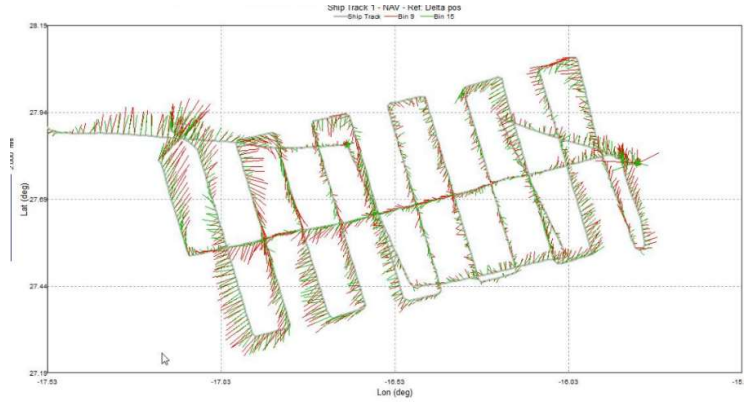 Ship Track 1 - NAV - Ref: Delta pos
Ship Track Bin 9 Bin 15
28.19
27.94
27.69
27.44
27.19
Lat (deg)
-17.53
-17.03
-16.53
-16.03
-15.
Lon (deg)